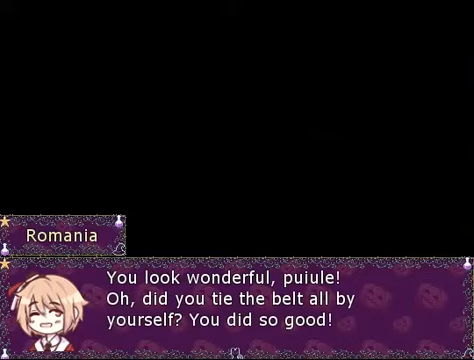 Romania
You look wonderful, puiule!
Oh, did you tie the belt all by
yourself? You did so good!